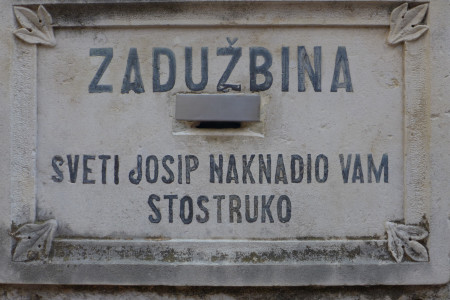 ZADUŽBINA
SVETI JOSIP NAKNADIO VAM
STOSTRUKO